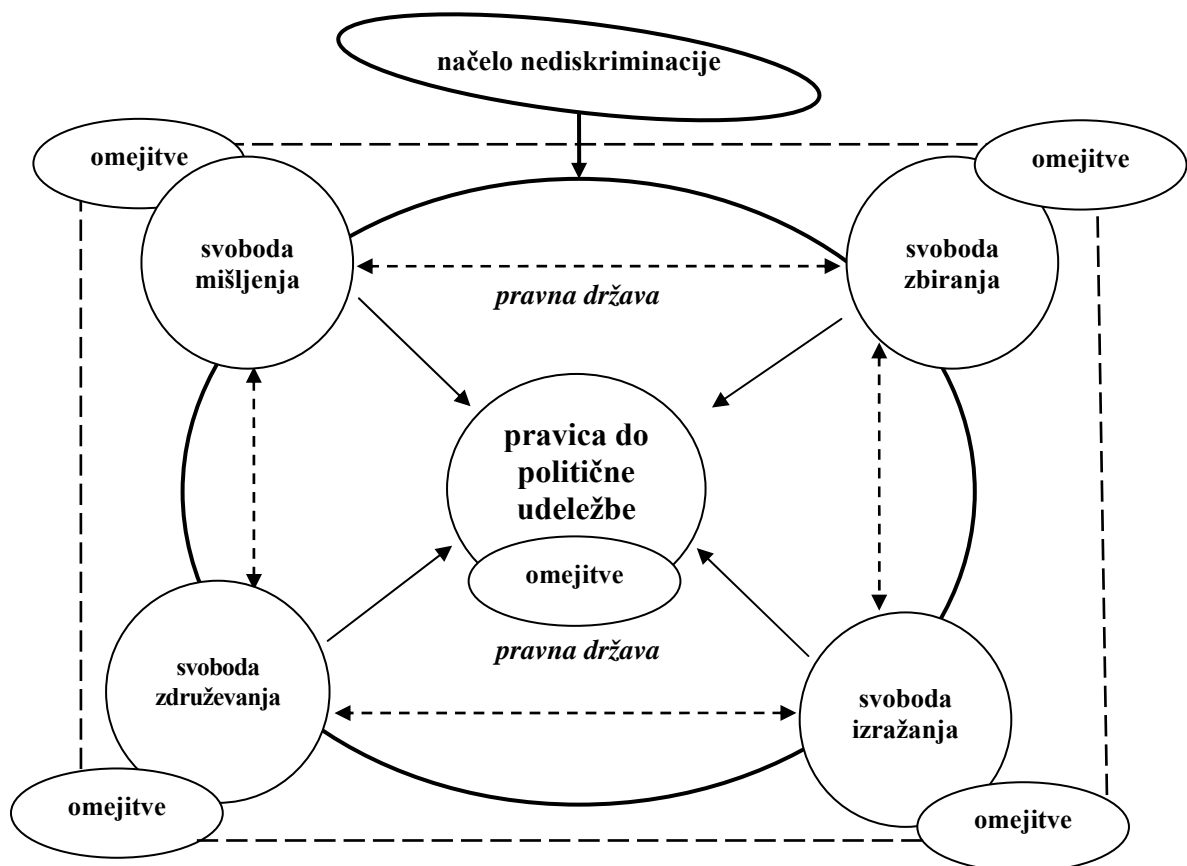 načelo nediskriminacije
omejitve
omejitve
svoboda
mišljenja
svoboda
zbiranja
pravna država
pravica do
politične
udeležbe
omejitve
pravna država
svoboda
združevanja
svoboda
izražanja
omejitve
omejitve